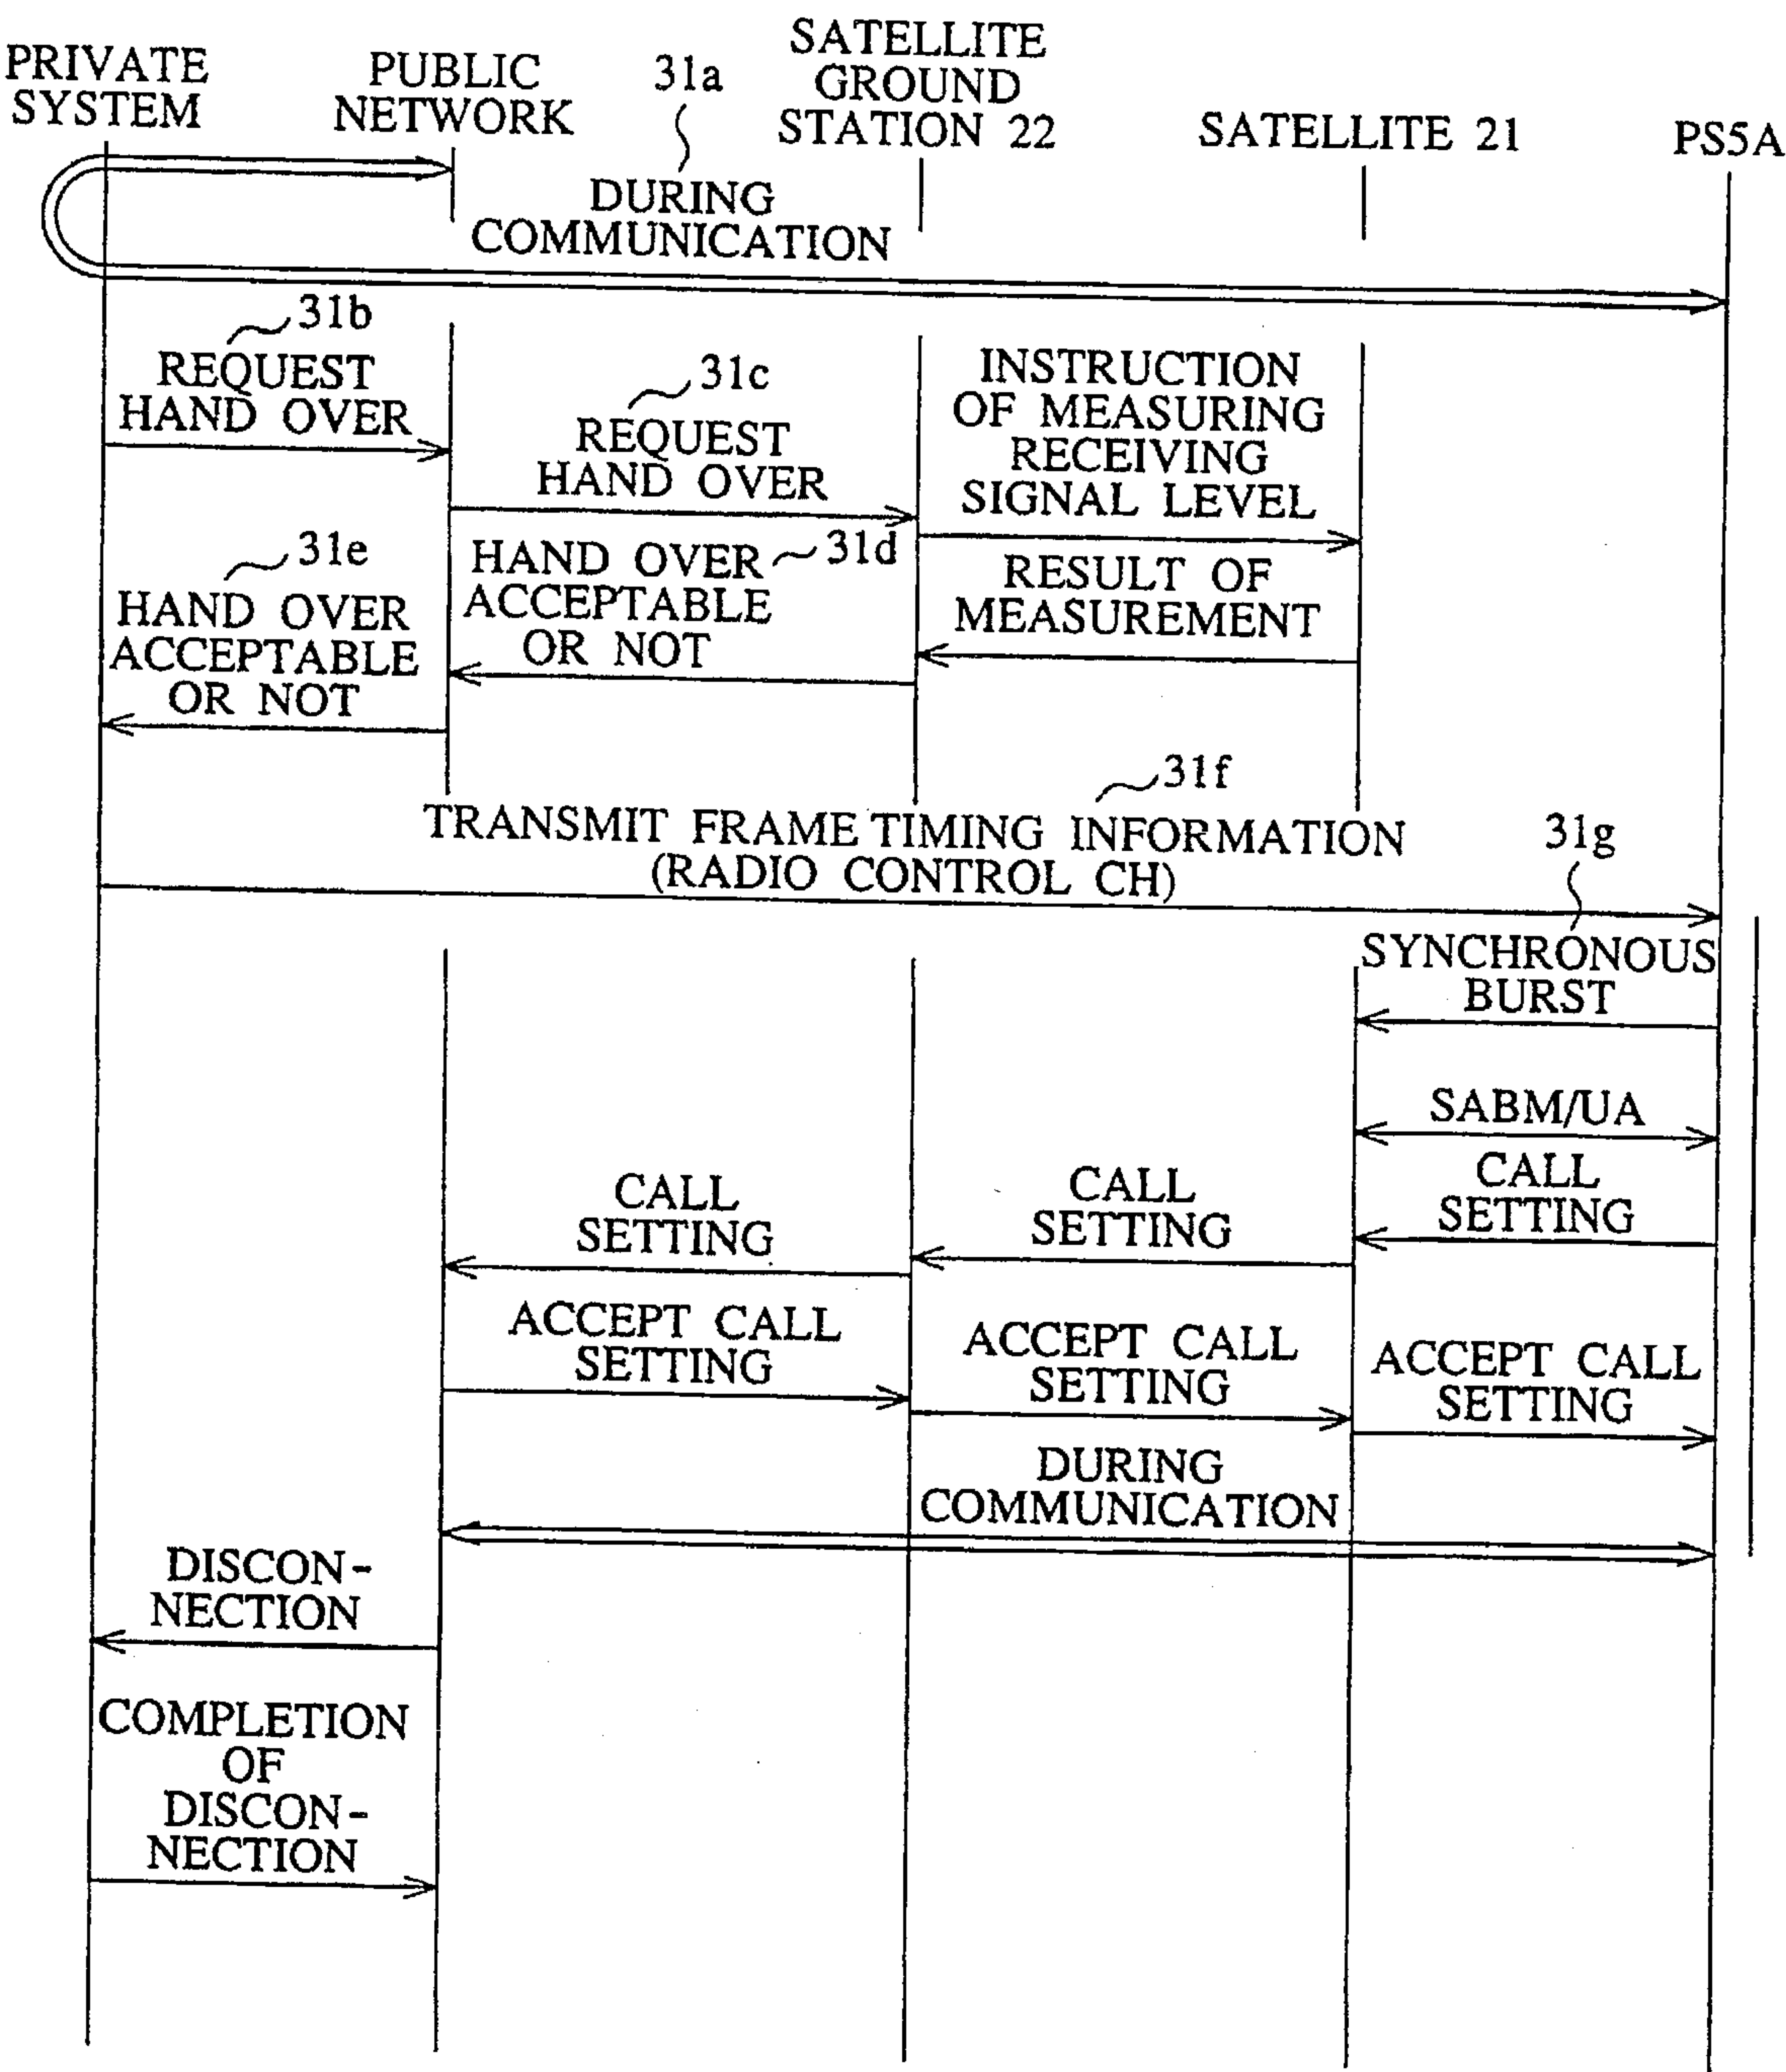 PRIVATE
SYSTEM
PUBLIC
NETWORK
31a
SATELLITE
GROUND
STATION 22
SATELLITE 21
PS5A
DURING
COMMUNICATION
31b
REQUEST
HAND OVER
31c
REQUEST
HAND OVER
INSTRUCTION
OF MEASURING
RECEIVING
SIGNAL LEVEL
31e
HAND OVER
ACCEPTABLE
OR NOT
HAND OVER 31d
ACCEPTABLE
OR NOT
RESULT OF
MEASUREMENT
31f
TRANSMIT FRAME TIMING INFORMATION
(RADIO CONTROL CH)
31g
SYNCHRONOUS
BURST
SABM/UA
CALL
SETTING
CALL
SETTING
CALL
SETTING
ACCEPT CALL
SETTING
ACCEPT CALL
SETTING
ACCEPT CALL
SETTING
DURING
COMMUNICATION
DISCON-
NECTION
COMPLETION
OF
DISCON-
NECTION